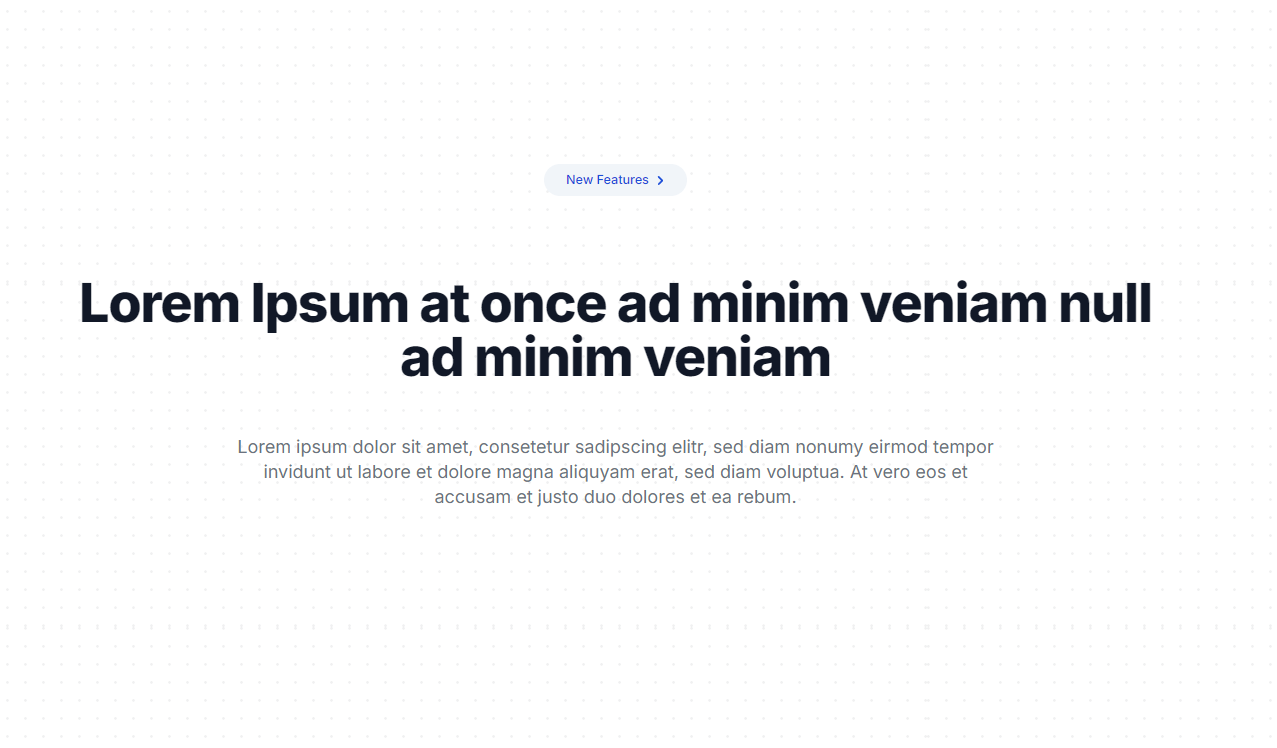 New Features
Lorem Ipsum at once ad minim veniam null
ad minim veniam
Lorem ipsum dolor sit amet, consetetur sadipscing elitr, sed diam nonumy eirmod tempor
invidunt ut labore et dolore magna aliquyam erat, sed diam voluptua. At vero eos et
accusam et justo duo dolores et ea rebum.